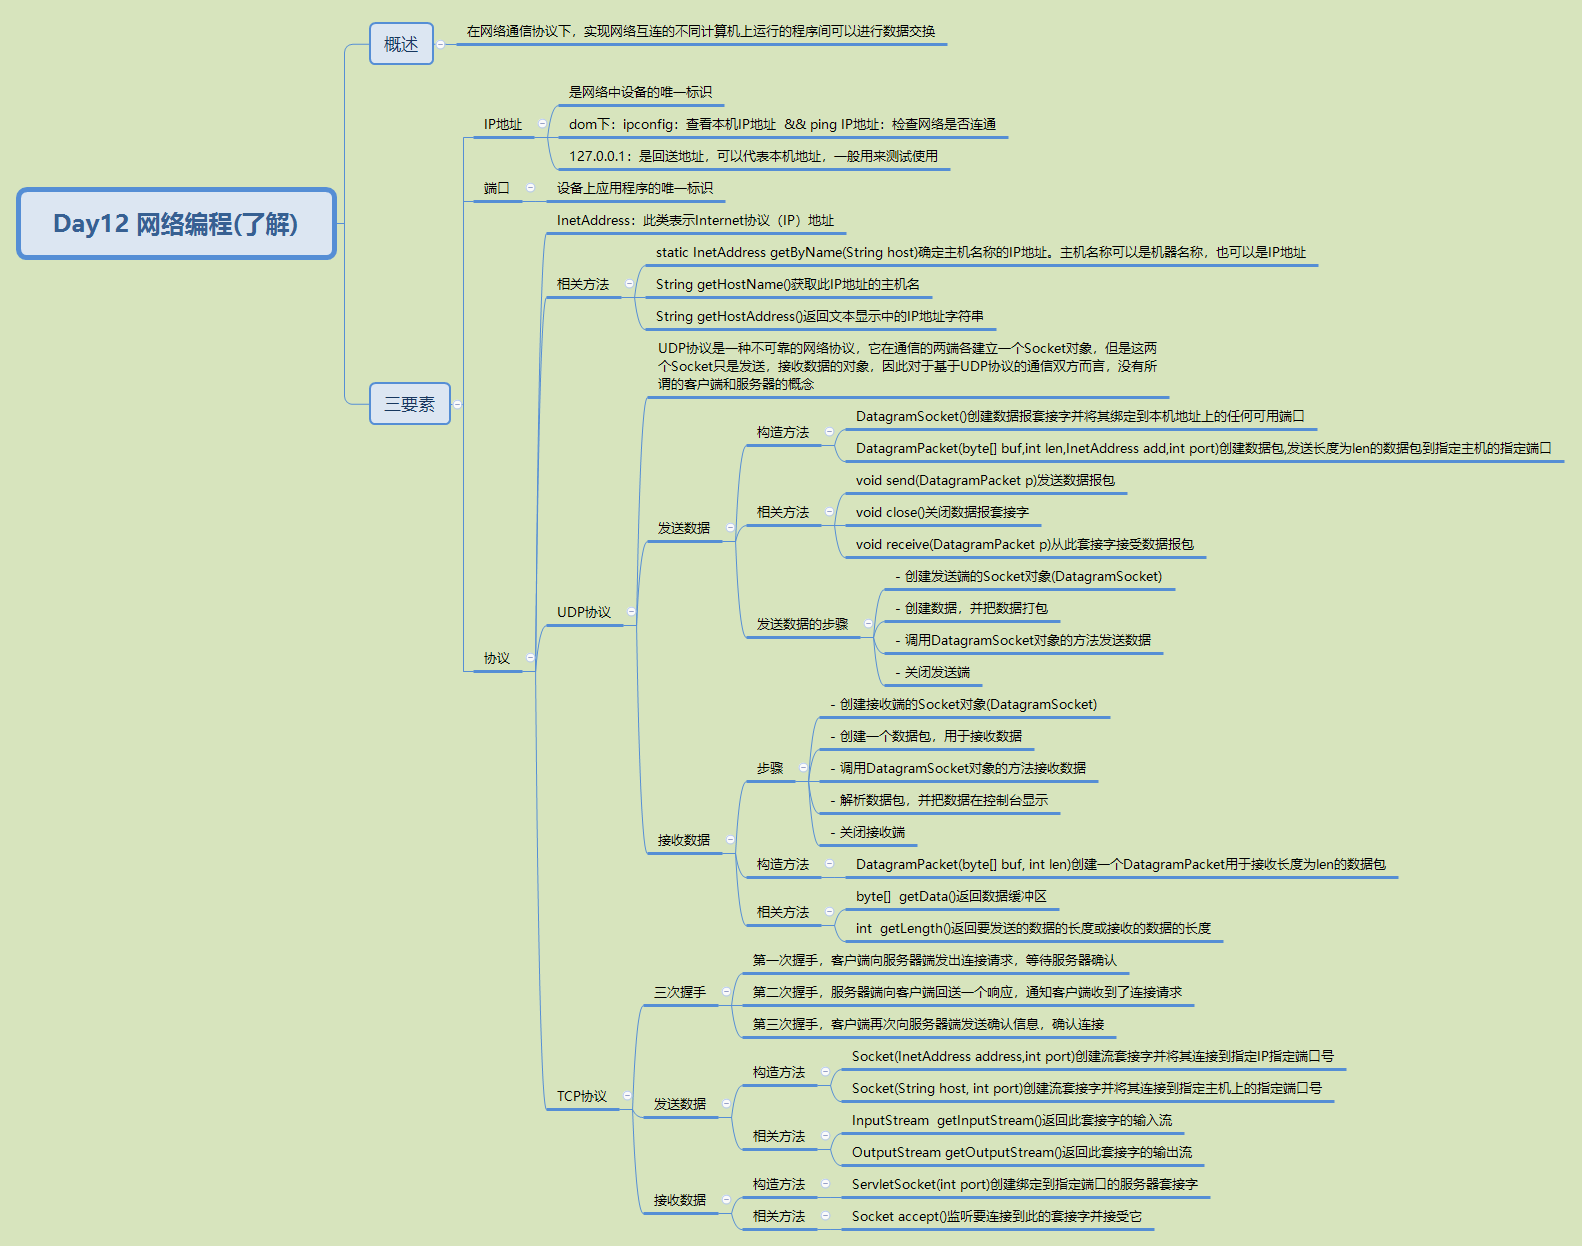 Day12 网络编程(了解)
概述
在网络通信协议下，实现网络互连的不同计算机上运行的程序间可以进行数据交换
三要素
IP地址
是网络中设备的唯一标识
dom下：ipconfig：查看本机IP地址  && ping IP地址：检查网络是否连通
127.0.0.1：是回送地址，可以代表本机地址，一般用来测试使用
端口
设备上应用程序的唯一标识
协议
InetAddress：此类表示Internet协议（IP）地址
相关方法
static InetAddress getByName(String host)确定主机名称的IP地址。主机名称可以是机器名称，也可以是IP地址
String getHostName()获取此IP地址的主机名
String getHostAddress()返回文本显示中的IP地址字符串
UDP协议
UDP协议是一种不可靠的网络协议，它在通信的两端各建立一个Socket对象，但是这两
个Socket只是发送，接收数据的对象，因此对于基于UDP协议的通信双方而言，没有所
谓的客户端和服务器的概念
发送数据
构造方法
DatagramSocket()创建数据报套接字并将其绑定到本机地址上的任何可用端口
DatagramPacket(byte[] buf,int len,InetAddress add,int port)创建数据包,发送长度为len的数据包到指定主机的指定端口
相关方法
void send(DatagramPacket p)发送数据报包
void close()关闭数据报套接字
void receive(DatagramPacket p)从此套接字接受数据报包
发送数据的步骤
- 创建发送端的Socket对象(DatagramSocket)
- 创建数据，并把数据打包
- 调用DatagramSocket对象的方法发送数据
- 关闭发送端
接收数据
步骤
- 创建接收端的Socket对象(DatagramSocket)
- 创建一个数据包，用于接收数据
- 调用DatagramSocket对象的方法接收数据
- 解析数据包，并把数据在控制台显示
- 关闭接收端
构造方法
DatagramPacket(byte[] buf, int len)创建一个DatagramPacket用于接收长度为len的数据包
相关方法
byte[]  getData()返回数据缓冲区
int  getLength()返回要发送的数据的长度或接收的数据的长度
TCP协议
三次握手
第一次握手，客户端向服务器端发出连接请求，等待服务器确认
第二次握手，服务器端向客户端回送一个响应，通知客户端收到了连接请求
第三次握手，客户端再次向服务器端发送确认信息，确认连接
发送数据
构造方法
Socket(InetAddress address,int port)创建流套接字并将其连接到指定IP指定端口号
Socket(String host, int port)创建流套接字并将其连接到指定主机上的指定端口号
相关方法
InputStream  getInputStream()返回此套接字的输入流
OutputStream getOutputStream()返回此套接字的输出流
接收数据
构造方法
ServletSocket(int port)创建绑定到指定端口的服务器套接字
相关方法
Socket accept()监听要连接到此的套接字并接受它